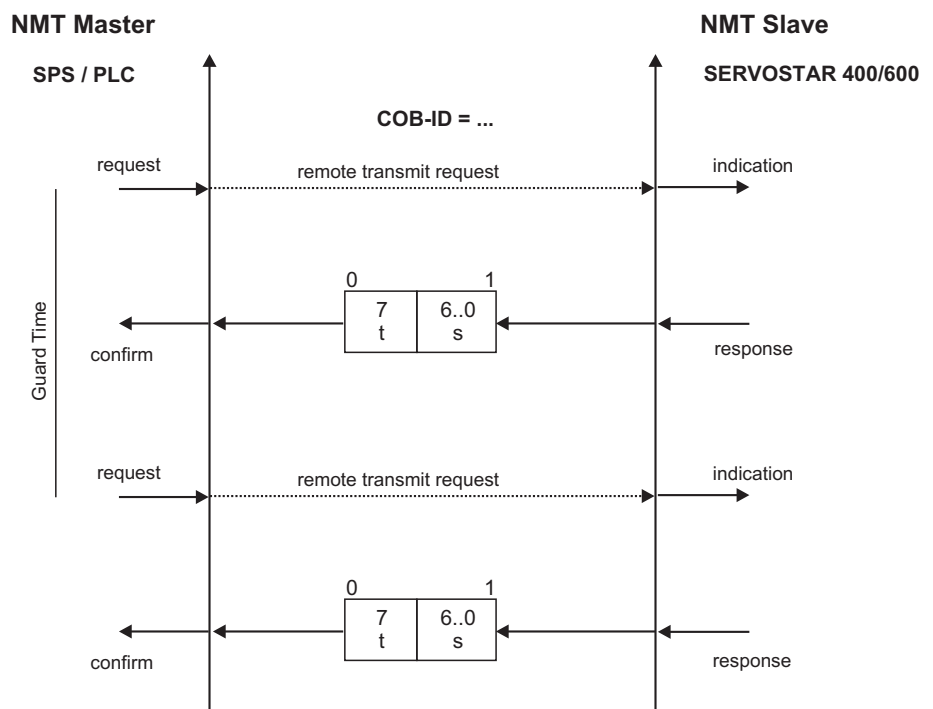 NMT Master
NMT Slave
SPS / PLC
SERVOSTAR 400/600
COB-ID = ...
request
remote transmit request
indication
0 1
7 6..0
t s
confirm
response
Guard Time
request
remote transmit request
indication
0 1
7 6..0
t s
confirm
response